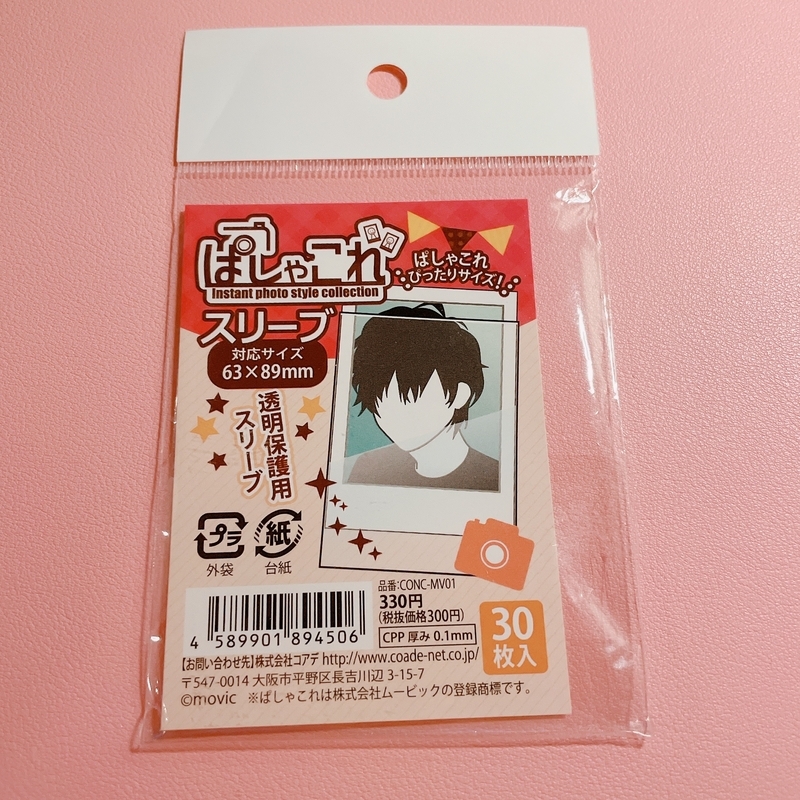 ぱしゃこれ
Instant photo style collection
ぱしゃこれ
ぴったりサイズ!
スリーブ
対応サイズ
63×89mm
透明保護用
スリーブ
プラ
外袋
紙
台紙
品番:CONC-MV01
330円
(税抜価格300円)
CPP 厚み 0.1mm
30
枚入
4 589901 894506
【お問い合わせ先】株式会社コアデ http://www.coade-net.co.jp/
〒547-0014 大阪市平野区長吉川辺 3-15-7
©movic ※ぱしゃこれは株式会社ムービックの登録商標です。